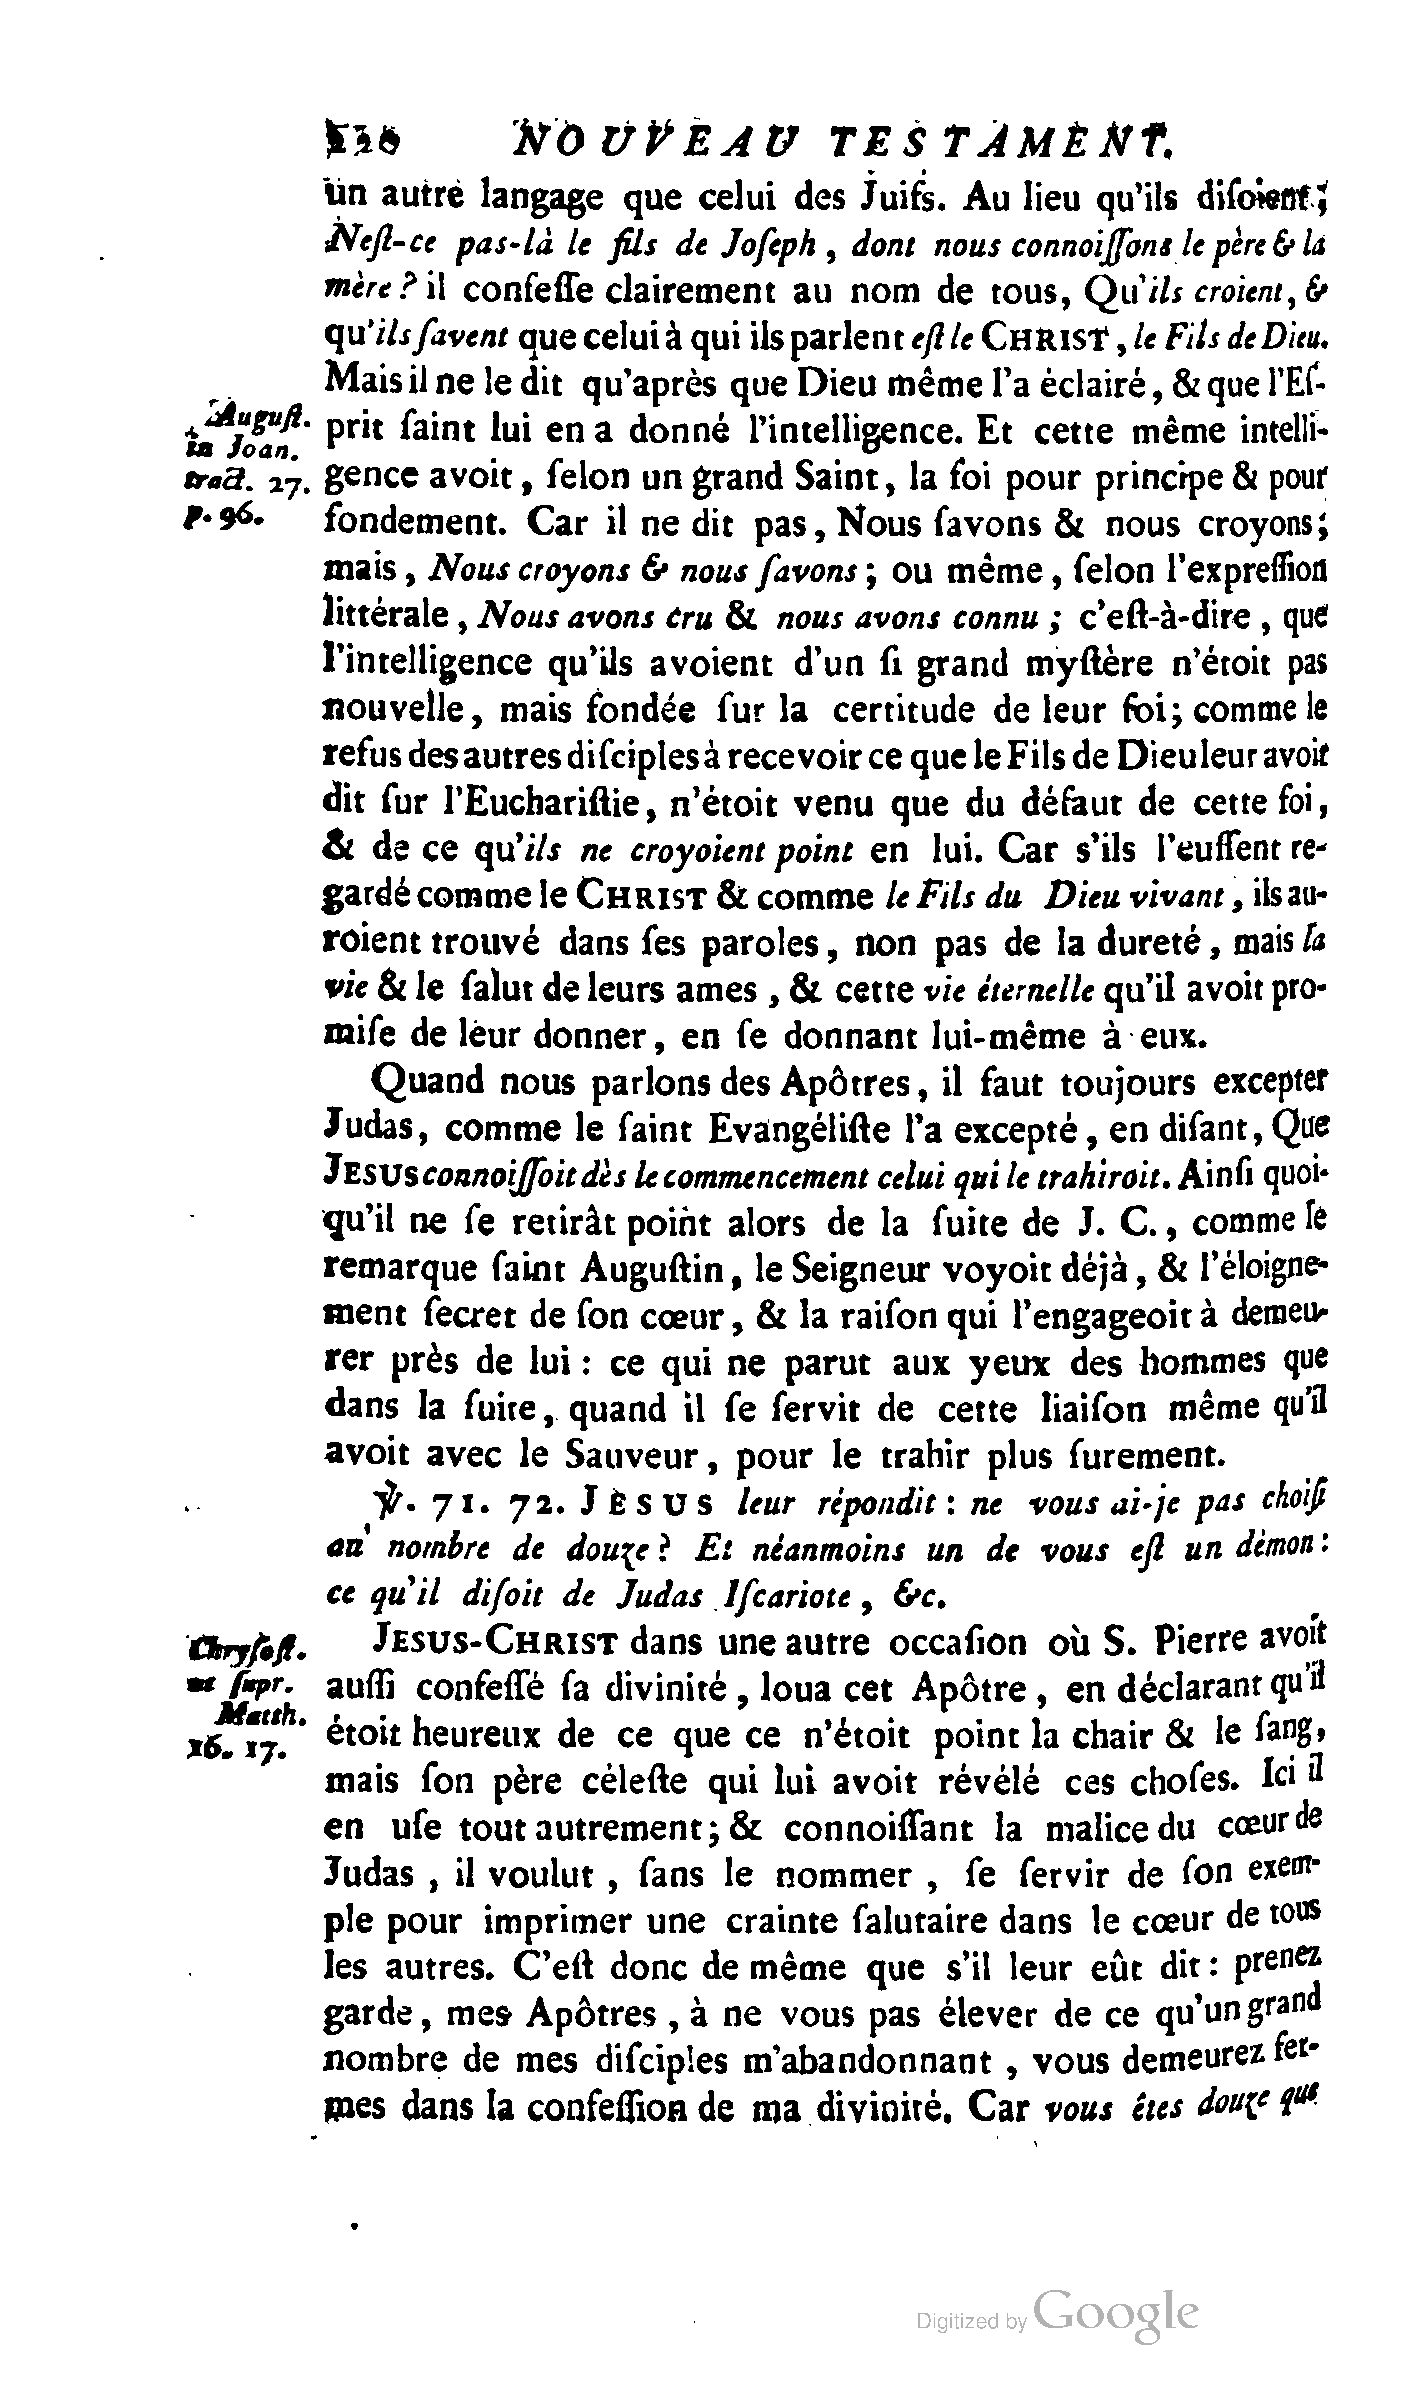 NOUVEAU TESTAMENT.
un autre langage que celui des Juifs. Au lieu qu'ils diſoient;
Neſt-ce pas-là le fils de Joſeph, dont nous connoiſſons le père & la
mère? il confeſſe clairement au nom de tous, Qu'ils croient, &
qu'ils ſavent que celui à qui ils parlent eſt le CHRIST, le Fils de Dieu.
Mais il ne le dit qu'après que Dieu même l'a éclairé, & que l'Eſ-
prit ſaint lui en a donné l'intelligence. Et cette même intelli-
gence avoit, ſelon un grand Saint, la foi pour principe & pour
fondement. Car il ne dit pas, Nous ſavons & nous croyons;
mais, Nous croyons & nous ſavons; ou même, ſelon l'expreſſion
littérale, Nous avons cru & nous avons connu; c'eſt-à-dire, que
l'intelligence qu'ils avoient d'un ſi grand myſtère n'étoit pas
nouvelle, mais fondée ſur la certitude de leur foi; comme le
refus des autres diſciples à recevoir ce que le Fils de Dieu leur avoit
dit ſur l'Euchariſtie, n'étoit venu que du défaut de cette foi,
& de ce qu'ils ne croyoient point en lui. Car s'ils l'euſſent re-
gardé comme le CHRIST & comme le Fils du Dieu vivant, ils au-
roient trouvé dans ſes paroles, non pas de la dureté, mais la
vie & le ſalut de leurs ames, & cette vie éternelle qu'il avoit pro-
miſe de leur donner, en ſe donnant lui-même à eux.
Auguſt.
in Joan.
tract. 27.
p. 96.
Quand nous parlons des Apôtres, il faut toujours excepter
Judas, comme le ſaint Evangéliſte l'a excepté, en diſant, Que
JESUS connoiſſoit dès le commencement celui qui le trahiroit. Ainſi quoi-
qu'il ne ſe retirât point alors de la ſuite de J. C., comme le
remarque ſaint Auguſtin, le Seigneur voyoit déjà, & l'éloigne-
ment ſecret de ſon cœur, & la raiſon qui l'engageoit à demeu-
rer près de lui : ce qui ne parut aux yeux des hommes que
dans la ſuite, quand il ſe ſervit de cette liaiſon même qu'il
avoit avec le Sauveur, pour le trahir plus ſurement.
℣. 71. 72. JESUS leur répondit : ne vous ai-je pas choiſi
au nombre de douze? Et néanmoins un de vous eſt un démon :
ce qu'il diſoit de Judas Iſcariote, &c.
JESUS-CHRIST dans une autre occaſion où S. Pierre avoit
auſſi confeſſé ſa divinité, loua cet Apôtre, en déclarant qu'il
étoit heureux de ce que ce n'étoit point la chair & le ſang,
mais ſon père céleſte qui lui avoit révélé ces choſes. Ici il
en uſe tout autrement; & connoiſſant la malice du cœur de
Judas, il voulut, ſans le nommer, ſe ſervir de ſon exem-
ple pour imprimer une crainte ſalutaire dans le cœur de tous
les autres. C'eſt donc de même que s'il leur eût dit : prenez
garde, mes Apôtres, à ne vous pas élever de ce qu'un grand
nombre de mes diſciples m'abandonnant, vous demeurez fer-
mes dans la confeſſion de ma divinité. Car vous êtes douze que
Chryſoſt.
ut ſupr.
Matth.
16. 17.
Digitized by Google